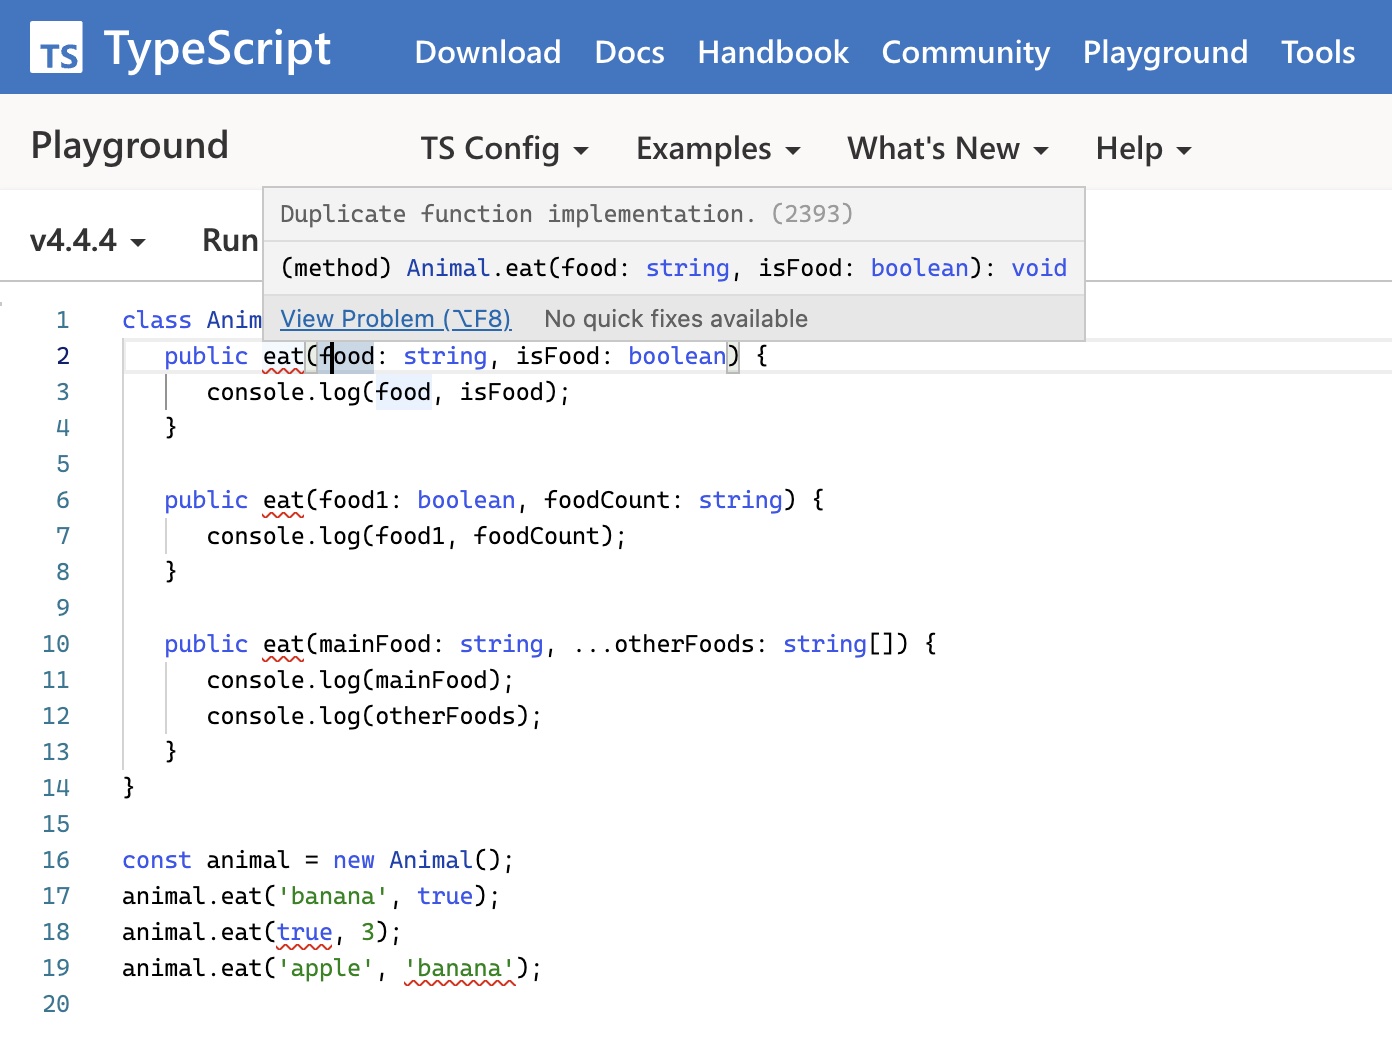 TS TypeScript Download Docs Handbook Community Playground Tools
Playground TS Config Examples What's New Help
Duplicate function implementation. (2393)
v4.4.4 Run
(method) Animal.eat(food: string, isFood: boolean): void
View Problem (⌥F8) No quick fixes available
1 class Anim
2 public eat(food: string, isFood: boolean) {
3 console.log(food, isFood);
4 }
5
6 public eat(food1: boolean, foodCount: string) {
7 console.log(food1, foodCount);
8 }
9
10 public eat(mainFood: string, ...otherFoods: string[]) {
11 console.log(mainFood);
12 console.log(otherFoods);
13 }
14 }
15
16 const animal = new Animal();
17 animal.eat('banana', true);
18 animal.eat(true, 3);
19 animal.eat('apple', 'banana');
20